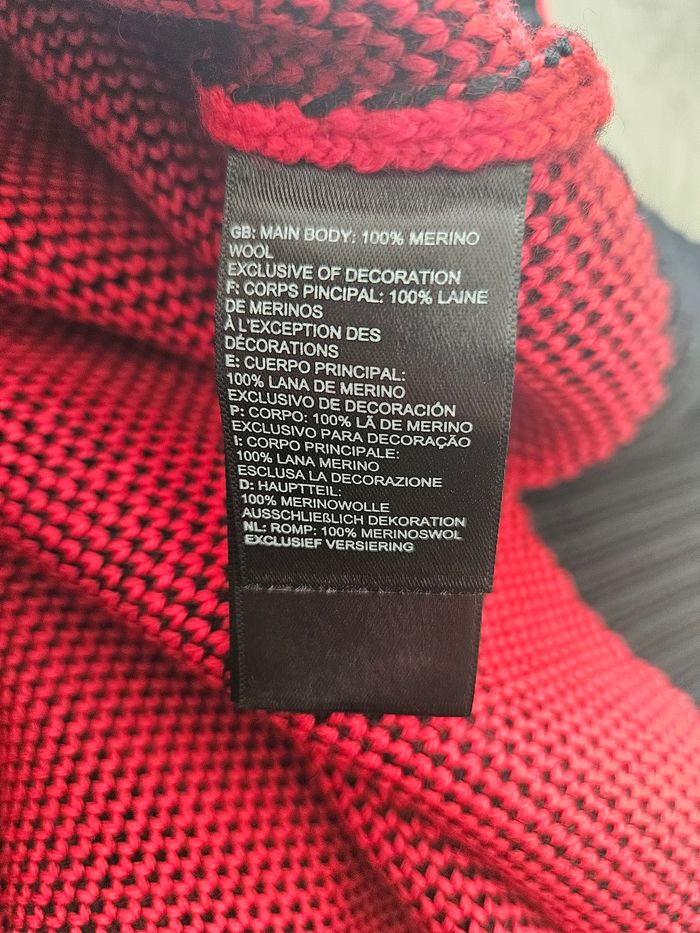 GB: MAIN BODY: 100% MERINO
WOOL
EXCLUSIVE OF DECORATION
F: CORPS PINCIPAL: 100% LAINE
DE MERINOS
À L'EXCEPTION DES
DÉCORATIONS
E: CUERPO PRINCIPAL:
100% LANA DE MERINO
EXCLUSIVO DE DECORACIÓN
P: CORPO: 100% LÃ DE MERINO
EXCLUSIVO PARA DECORAÇÃO
I: CORPO PRINCIPALE:
100% LANA MERINO
ESCLUSA LA DECORAZIONE
D: HAUPTTEIL:
100% MERINOWOLLE
AUSSCHLIEßLICH DEKORATION
NL: ROMP: 100% MERINOSWOL
EXCLUSIEF VERSIERING